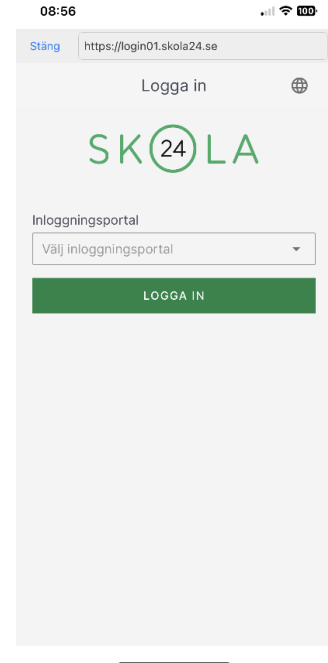 08:56
100
Stäng
https://login01.skola24.se
Logga in
SK24LA
Inloggningsportal
Välj inloggningsportal
LOGGA IN